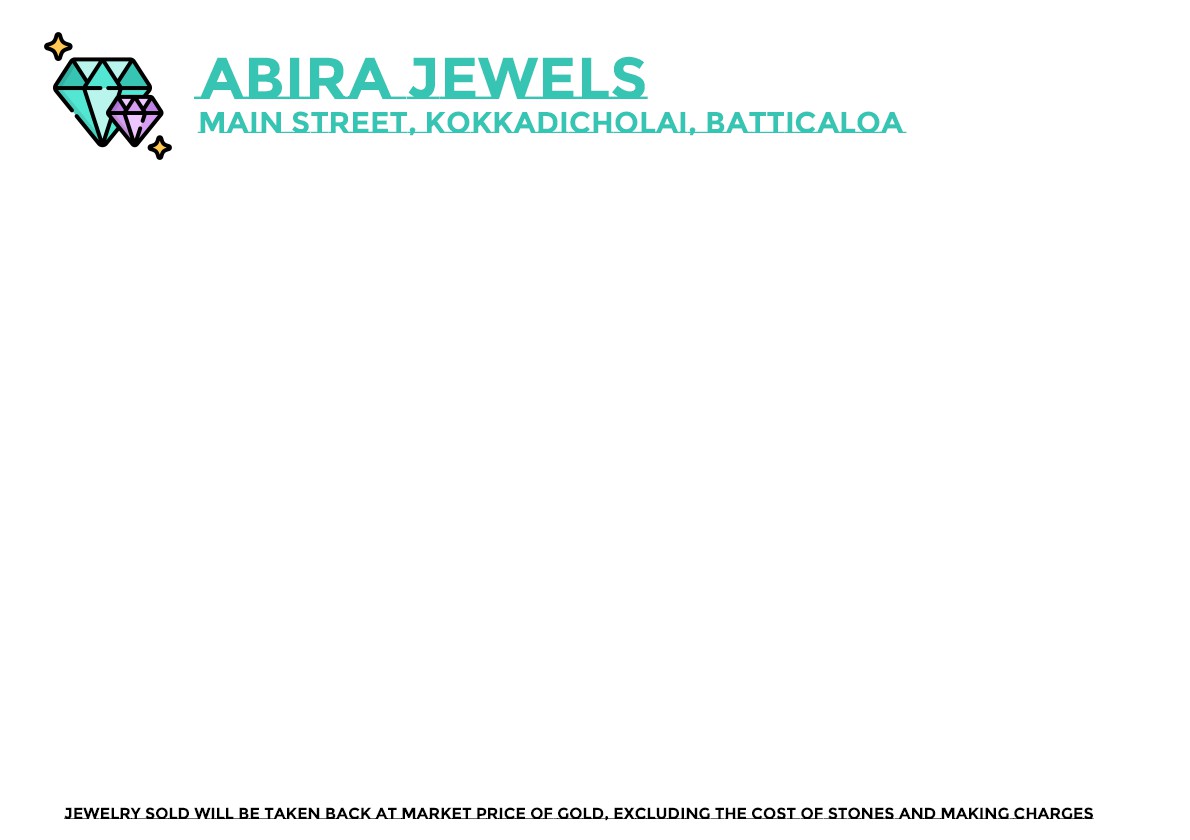 ABIRA JEWELS
MAIN STREET, KOKKADICHOLAI, BATTICALOA
JEWELRY SOLD WILL BE TAKEN BACK AT MARKET PRICE OF GOLD, EXCLUDING THE COST OF STONES AND MAKING CHARGES